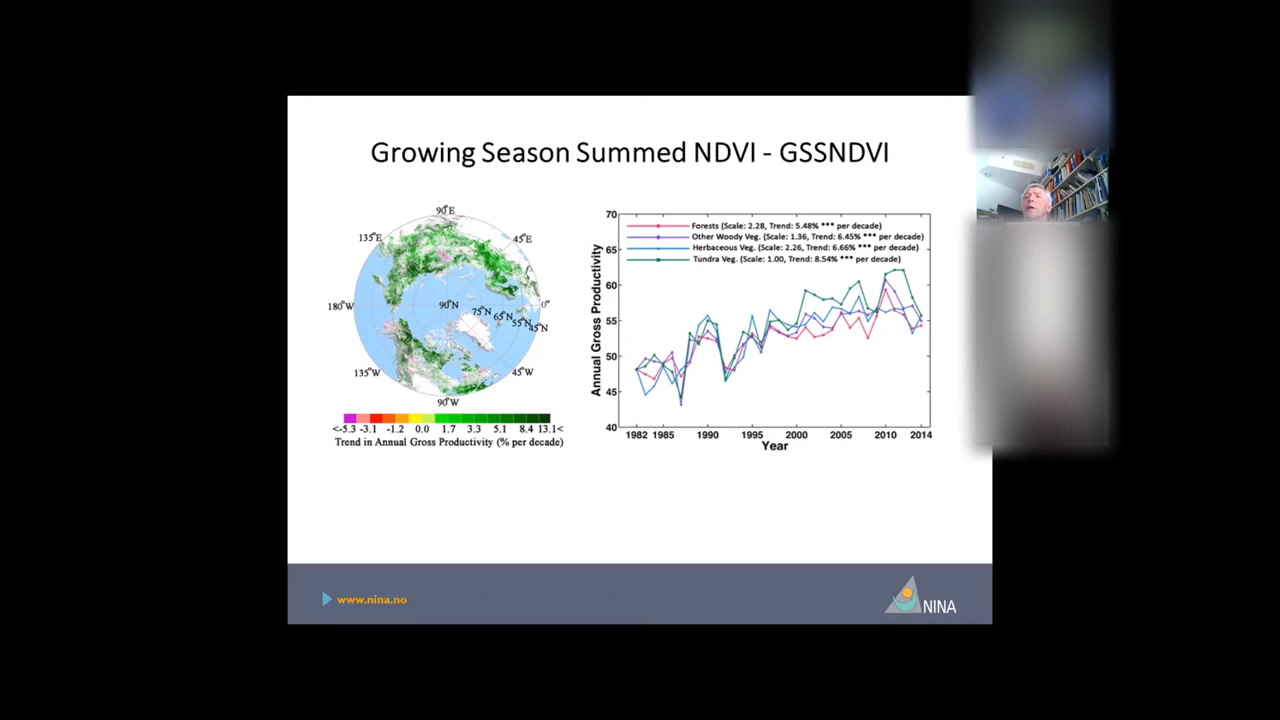 Growing Season Summed NDVI - GSSNDVI
90°E
135°E
45°E
180°W
90°N
0°
75°N
65°N
55°N
45°N
135°W
45°W
90°W
<-5.3 -3.1 -1.2 0.0 1.7 3.3 5.1 8.4 13.1<
Trend in Annual Gross Productivity (% per decade)
Annual Gross Productivity
70
65
60
55
50
45
40
Forests (Scale: 2.28, Trend: 5.48% *** per decade)
Other Woody Veg. (Scale: 1.36, Trend: 6.45% *** per decade)
Herbaceous Veg. (Scale: 2.26, Trend: 6.66% *** per decade)
Tundra Veg. (Scale: 1.00, Trend: 8.54% *** per decade)
1982 1985 1990 1995 2000 2005 2010 2014
Year
www.nina.no
NINA